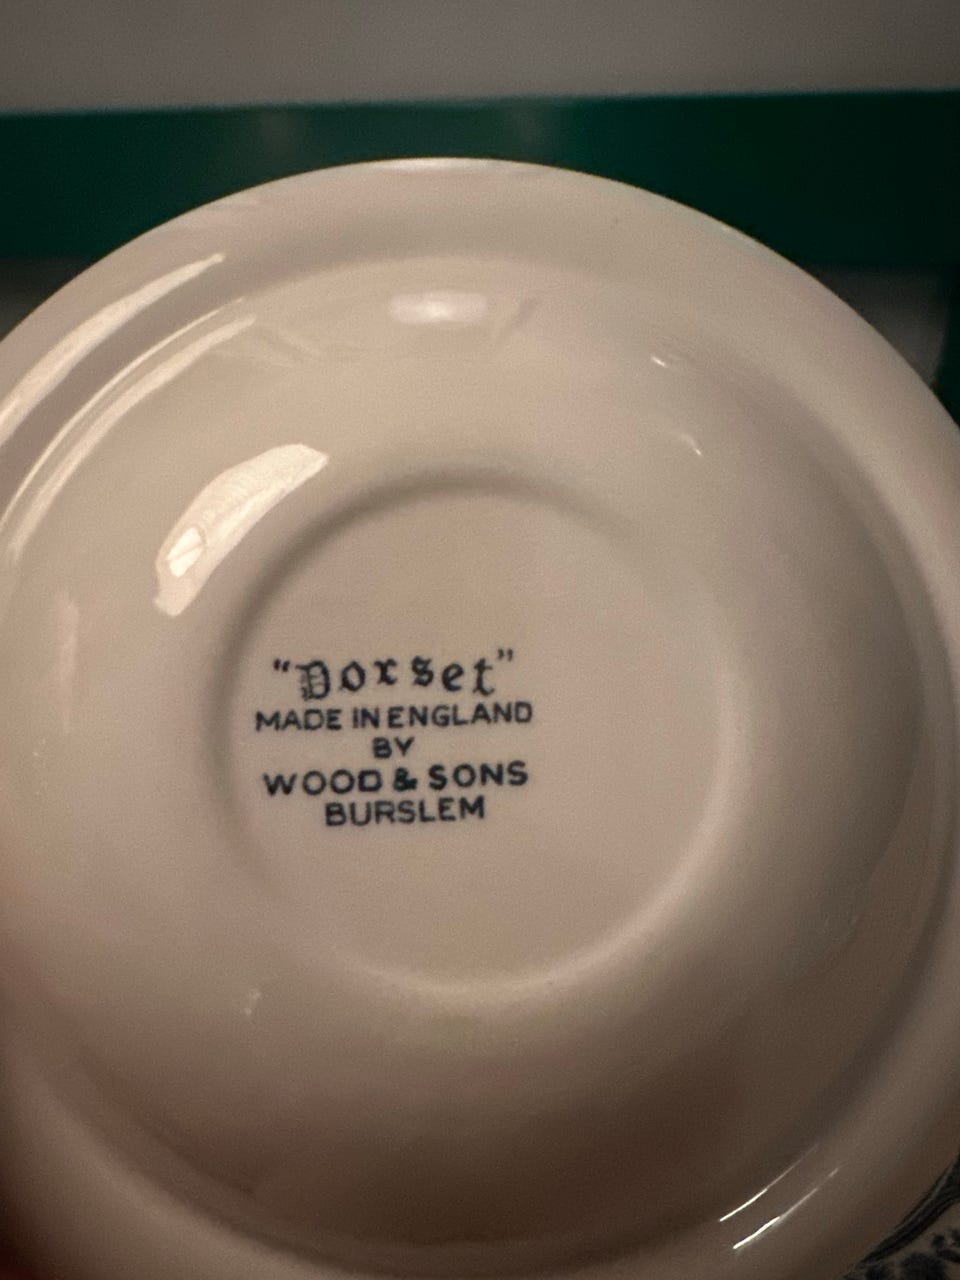 "Dorset"
MADE IN ENGLAND
BY
WOOD & SONS
BURSLEM